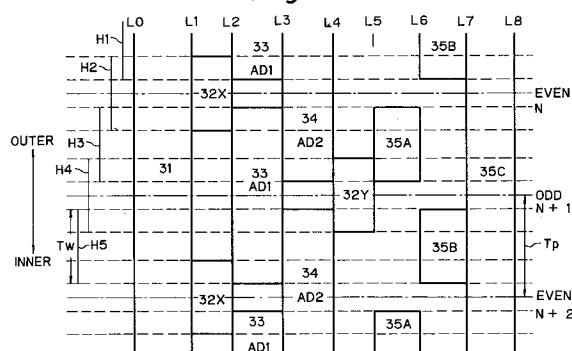 L0 L1 L2 L3 L4 L5 L6 L7 L8
H1 33 35B
H2 AD1
32X EVEN
N
H3 34
OUTER AD2 35A
H4 31 33 35C
AD1 32Y ODD
N + 1
TW H5 35B Tp
INNER 34
32X AD2 EVEN
33 35A N + 2
AD1